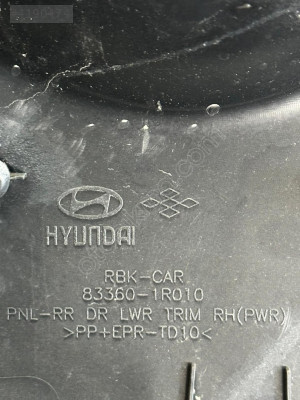 HYUNDAI
RBK-CAR
83360-1R010
PNL-RR DR LWR TRIM RH(PWR)
>PP+EPR-TD10<